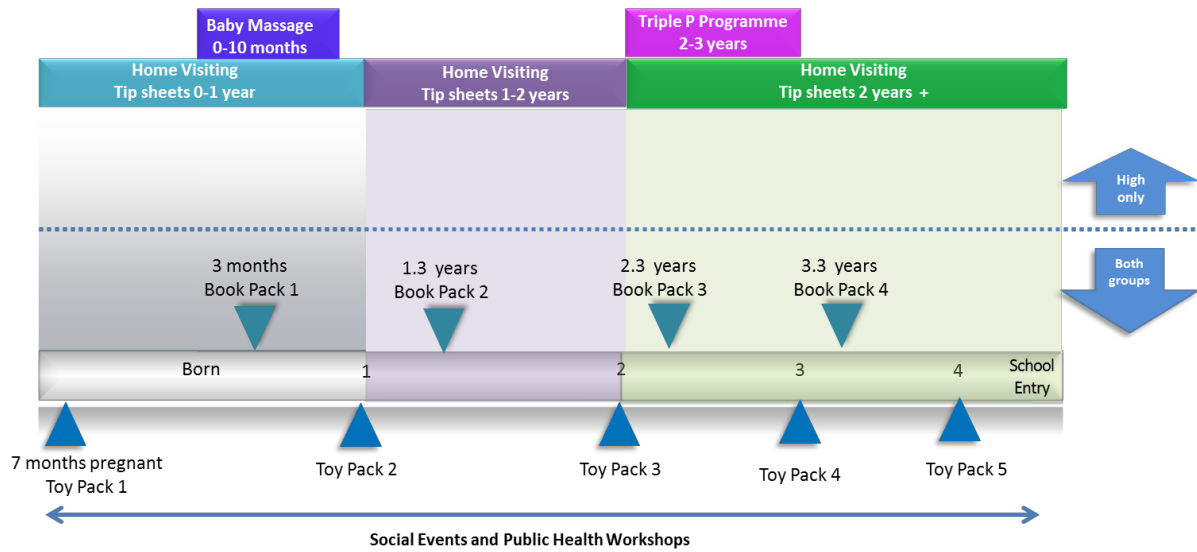 Baby Massage
0-10 months
Triple P Programme
2-3 years
Home Visiting
Tip sheets 0-1 year
Home Visiting
Tip sheets 1-2 years
Home Visiting
Tip sheets 2 years +
High
only
Both
groups
3 months
Book Pack 1
1.3 years
Book Pack 2
2.3 years
Book Pack 3
3.3 years
Book Pack 4
Born
1
2
3
4
School
Entry
7 months pregnant
Toy Pack 1
Toy Pack 2
Toy Pack 3
Toy Pack 4
Toy Pack 5
Social Events and Public Health Workshops